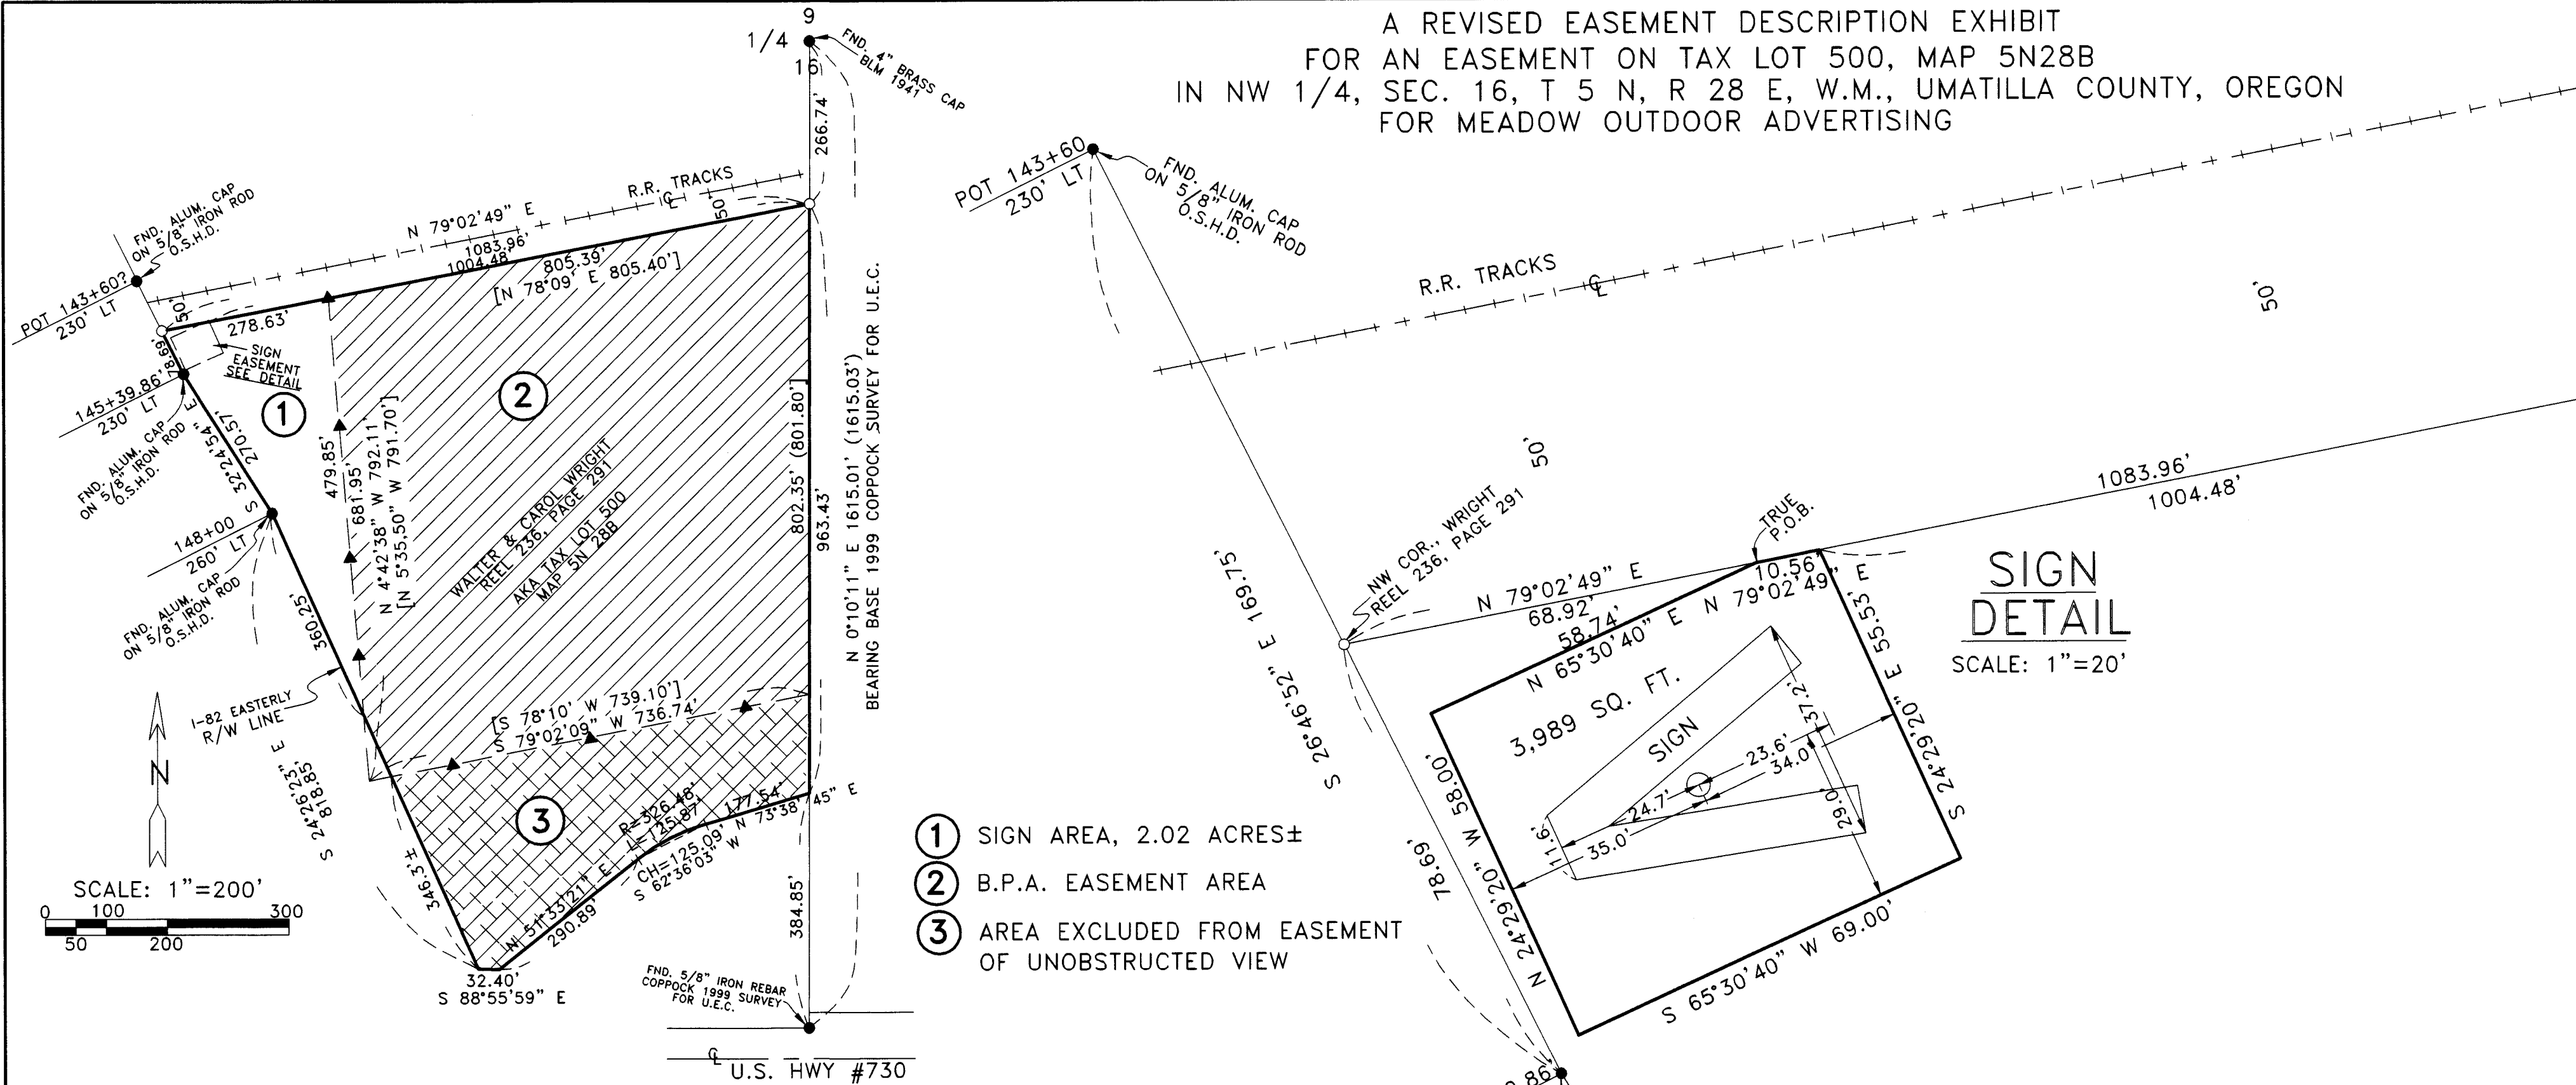 A REVISED EASEMENT DESCRIPTION EXHIBIT
FOR AN EASEMENT ON TAX LOT 500, MAP 5N28B
IN NW 1/4, SEC. 16, T 5 N, R 28 E, W.M., UMATILLA COUNTY, OREGON
FOR MEADOW OUTDOOR ADVERTISING
9
1/4
16
FND. 4" BRASS CAP
BLM 1941
266.74'
R.R. TRACKS
℄
50'
N 79°02'49" E
1083.96'
1004.48'
805.39'
[N 78°09' E 805.40']
FND. ALUM. CAP
ON 5/8" IRON ROD
O.S.H.D.
POT 143+60?
230' LT
50'
278.63'
78.69'
SIGN
EASEMENT
SEE DETAIL
1
2
145+39.86'
230' LT
FND. ALUM. CAP
ON 5/8" IRON ROD
O.S.H.D.
S 32°24'54" E
270.57'
148+00
260' LT
FND. ALUM. CAP
ON 5/8" IRON ROD
O.S.H.D.
479.85'
681.95'
N 4°42'38" W 792.11'
[N 5°35,50" W 791.70']
WALTER & CAROL WRIGHT
REEL 236, PAGE 291
AKA TAX LOT 500
MAP 5N 28B
802.35' (801.80']
963.43'
N 0°10'11" E 1615.01' (1615.03')
BEARING BASE 1999 COPPOCK SURVEY FOR U.E.C.
360.25'
I-82 EASTERLY
R/W LINE
S 24°26'23" E
818.85'
[S 78°10' W 739.10']
S 79°02'09" W 736.74'
3
346.3'±
R=326.48'
L=125.87'
CH=125.09'
S 62°36'03" W
177.54'
N 73°38'45" E
N 51°33'21" E
290.89'
32.40'
S 88°55'59" E
384.85'
FND. 5/8" IRON REBAR
COPPOCK 1999 SURVEY
FOR U.E.C.
℄
U.S. HWY #730
N
SCALE: 1"=200'
0 100 300
50 200
1 SIGN AREA, 2.02 ACRES±
2 B.P.A. EASEMENT AREA
3 AREA EXCLUDED FROM EASEMENT
OF UNOBSTRUCTED VIEW
POT 143+60
230' LT
FND. ALUM. CAP
ON 5/8" IRON ROD
O.S.H.D.
R.R. TRACKS
℄
50'
50'
1083.96'
1004.48'
S 26°46'52" E 169.75'
NW COR., WRIGHT
REEL 236, PAGE 291
TRUE
P.O.B.
N 79°02'49" E
68.92'
58.74'
N 65°30'40" E
10.56'
N 79°02'49" E
S 24°29'20" E 55.53'
SIGN
DETAIL
SCALE: 1"=20'
3,989 SQ. FT.
SIGN
37.2'
23.6'
34.0'
24.7'
29.0'
11.6'
35.0'
N 24°29'20" W 58.00'
78.69'
S 65°30'40" W 69.00'